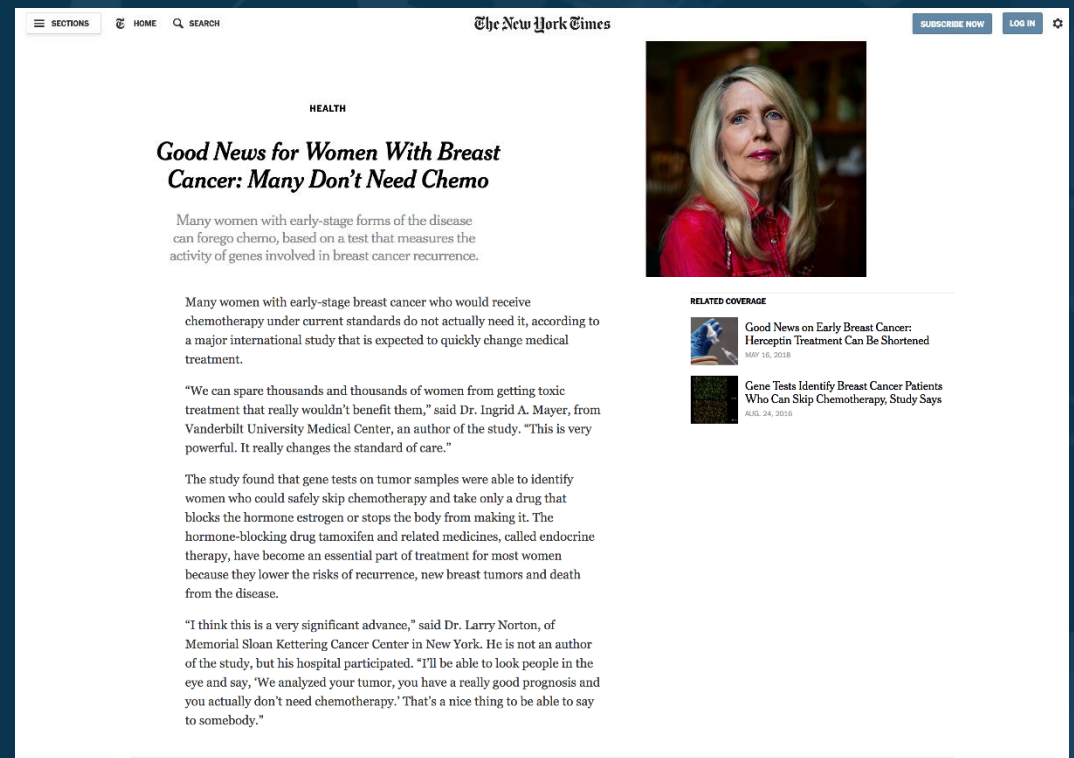 SECTIONS HOME SEARCH The New York Times SUBSCRIBE NOW LOG IN
HEALTH
Good News for Women With Breast
Cancer: Many Don’t Need Chemo
Many women with early-stage forms of the disease
can forego chemo, based on a test that measures the
activity of genes involved in breast cancer recurrence.
Many women with early-stage breast cancer who would receive
chemotherapy under current standards do not actually need it, according to
a major international study that is expected to quickly change medical
treatment.
“We can spare thousands and thousands of women from getting toxic
treatment that really wouldn’t benefit them,” said Dr. Ingrid A. Mayer, from
Vanderbilt University Medical Center, an author of the study. “This is very
powerful. It really changes the standard of care.”
The study found that gene tests on tumor samples were able to identify
women who could safely skip chemotherapy and take only a drug that
blocks the hormone estrogen or stops the body from making it. The
hormone-blocking drug tamoxifen and related medicines, called endocrine
therapy, have become an essential part of treatment for most women
because they lower the risks of recurrence, new breast tumors and death
from the disease.
“I think this is a very significant advance,” said Dr. Larry Norton, of
Memorial Sloan Kettering Cancer Center in New York. He is not an author
of the study, but his hospital participated. “I’ll be able to look people in the
eye and say, ‘We analyzed your tumor, you have a really good prognosis and
you actually don’t need chemotherapy.’ That’s a nice thing to be able to say
to somebody.”
RELATED COVERAGE
Good News on Early Breast Cancer:
Herceptin Treatment Can Be Shortened
MAY 16, 2018
Gene Tests Identify Breast Cancer Patients
Who Can Skip Chemotherapy, Study Says
AUG. 24, 2016